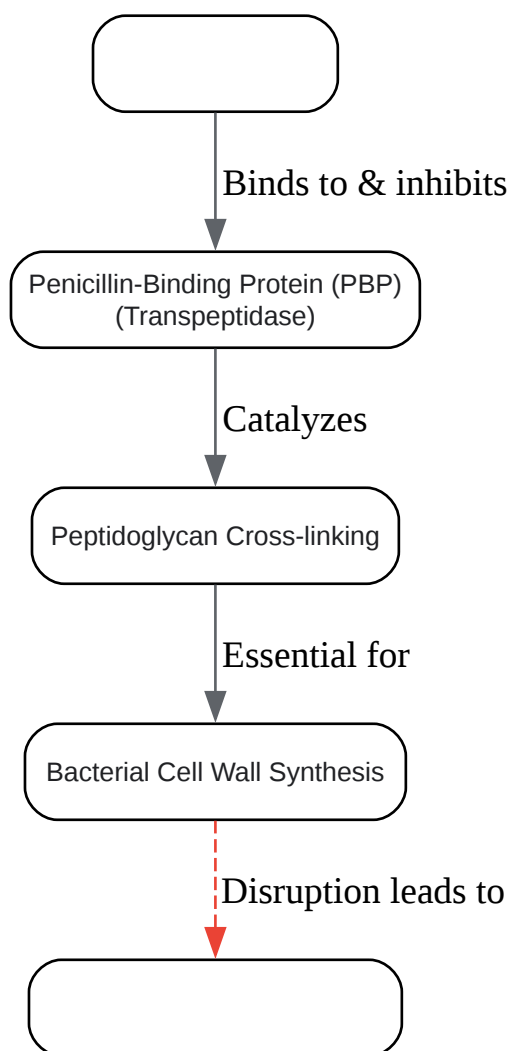 Binds to & inhibits
Penicillin-Binding Protein (PBP)
(Transpeptidase)
Catalyzes
Peptidoglycan Cross-linking
Essential for
Bacterial Cell Wall Synthesis
Disruption leads to